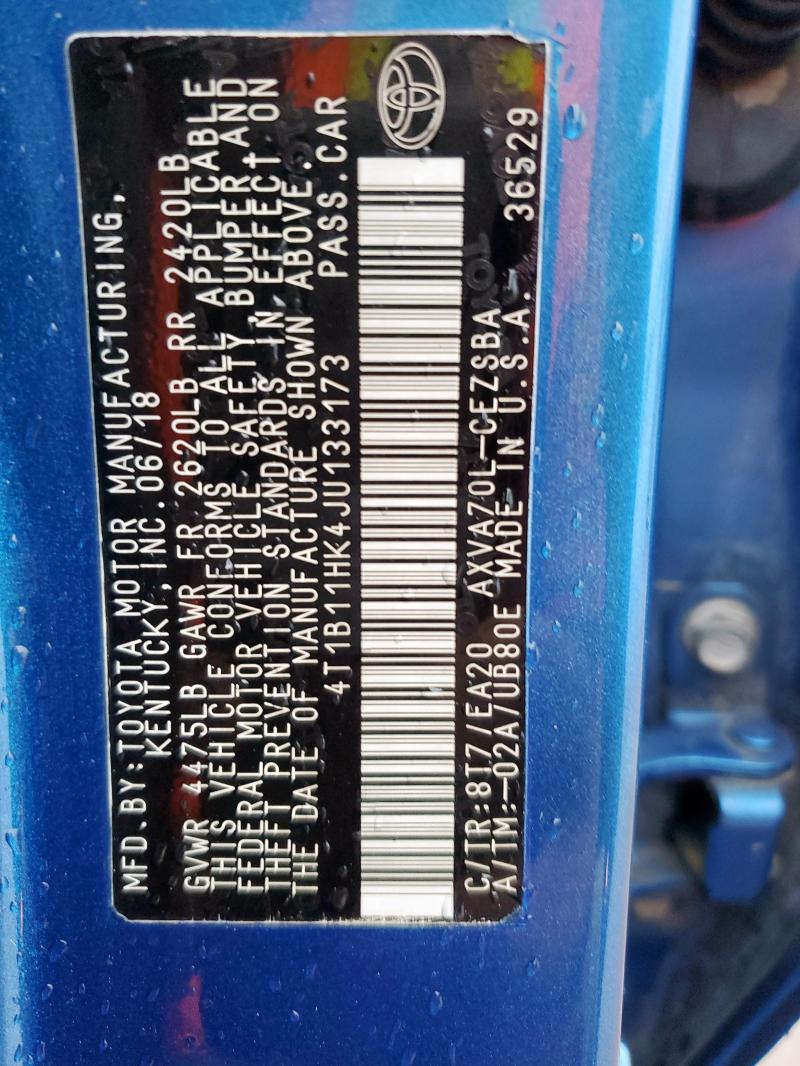 MFD.BY:TOYOTA MOTOR MANUFACTURING,
KENTUCKY,INC.06/18
GVWR 4475LB GAWR FR 2620LB RR 2420LB
THIS VEHICLE CONFORMS TO ALL APPLICABLE
FEDERAL MOTOR VEHICLE SAFETY,BUMPER,AND
THEFT PREVENTION STANDARDS IN EFFECT ON
THE DATE OF MANUFACTURE SHOWN ABOVE.
4T1B11HK4JU133173 PASS.CAR
C/TR:8T7/EA20 AXVA70L-CEZSBA
A/TM:-02A/UB80E MADE IN U.S.A. 36529